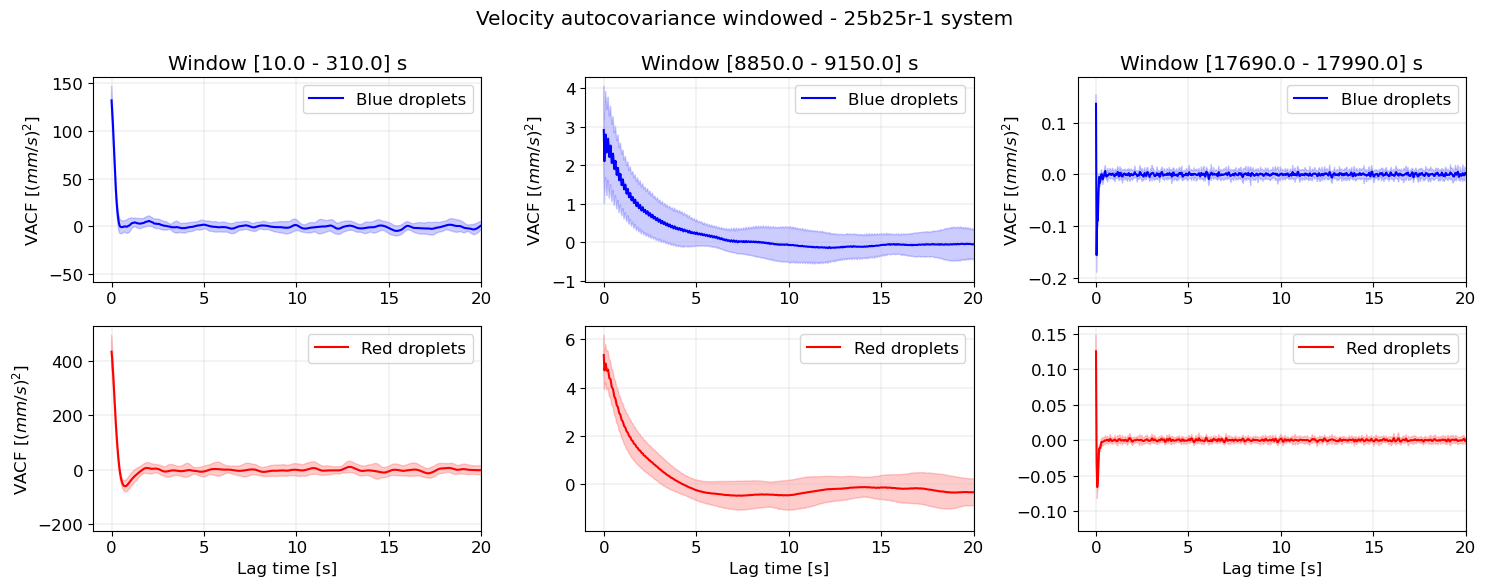 Velocity autocovariance windowed - 25b25r-1 system
Window [10.0 - 310.0] s
Window [8850.0 - 9150.0] s
Window [17690.0 - 17990.0] s
VACF [(mm/s)²]
150
100
50
0
−50
Blue droplets
0 5 10 15 20
VACF [(mm/s)²]
4
3
2
1
0
−1
Blue droplets
0 5 10 15 20
VACF [(mm/s)²]
0.1
0.0
−0.1
−0.2
Blue droplets
0 5 10 15 20
VACF [(mm/s)²]
400
200
0
−200
Red droplets
0 5 10 15 20
Lag time [s]
6
4
2
0
Red droplets
0 5 10 15 20
Lag time [s]
0.15
0.10
0.05
0.00
−0.05
−0.10
Red droplets
0 5 10 15 20
Lag time [s]